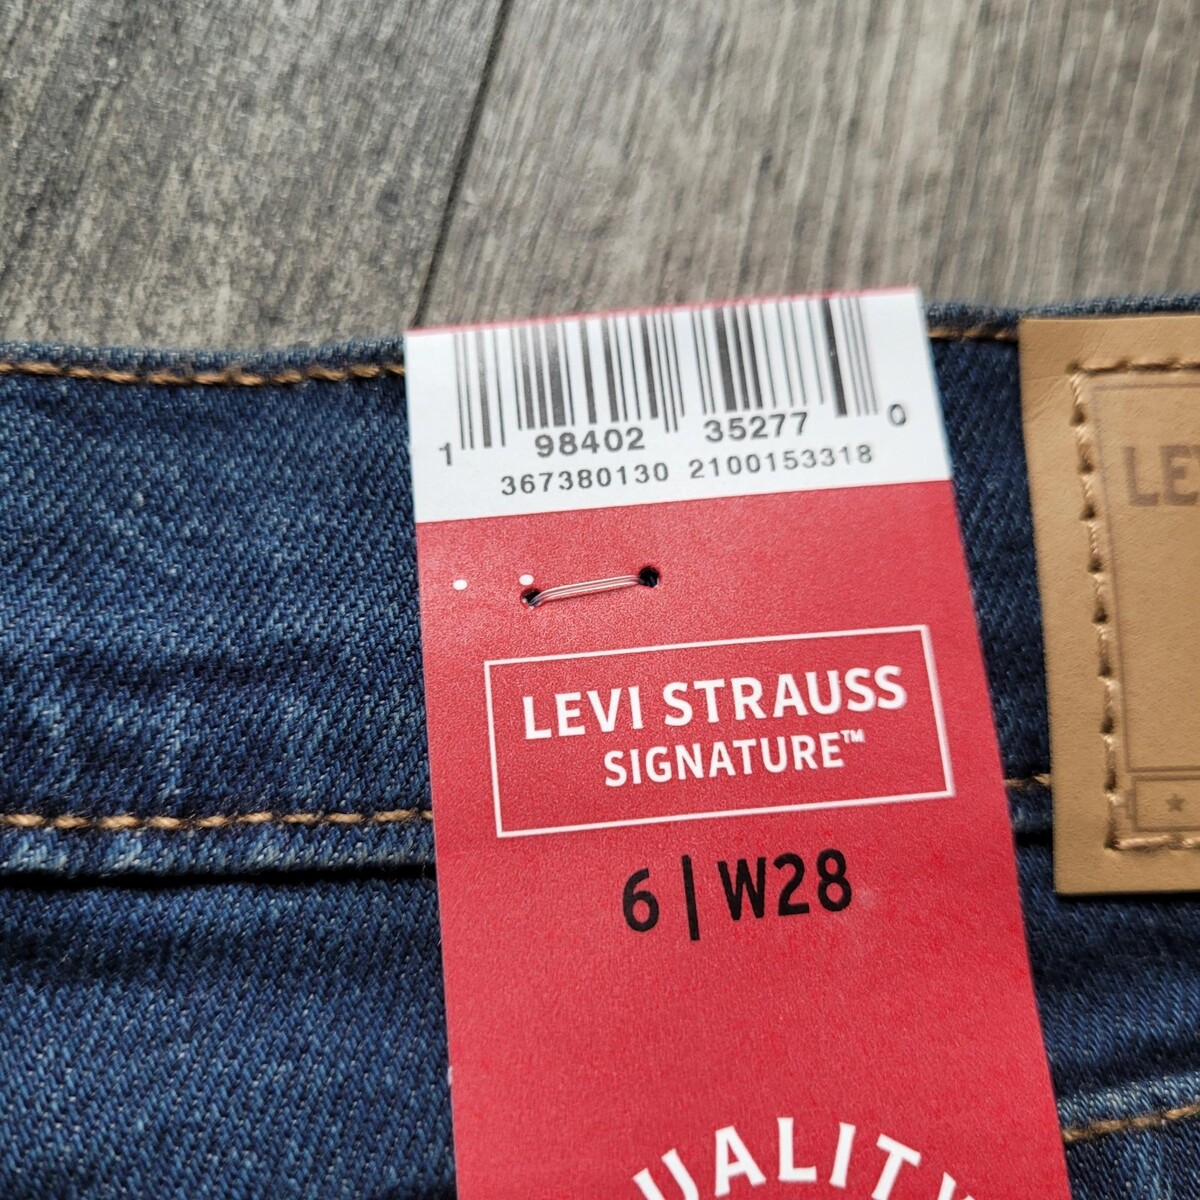 1 98402 35277 0
367380130 2100153318
LEVI STRAUSS
SIGNATURE™
6 | W28